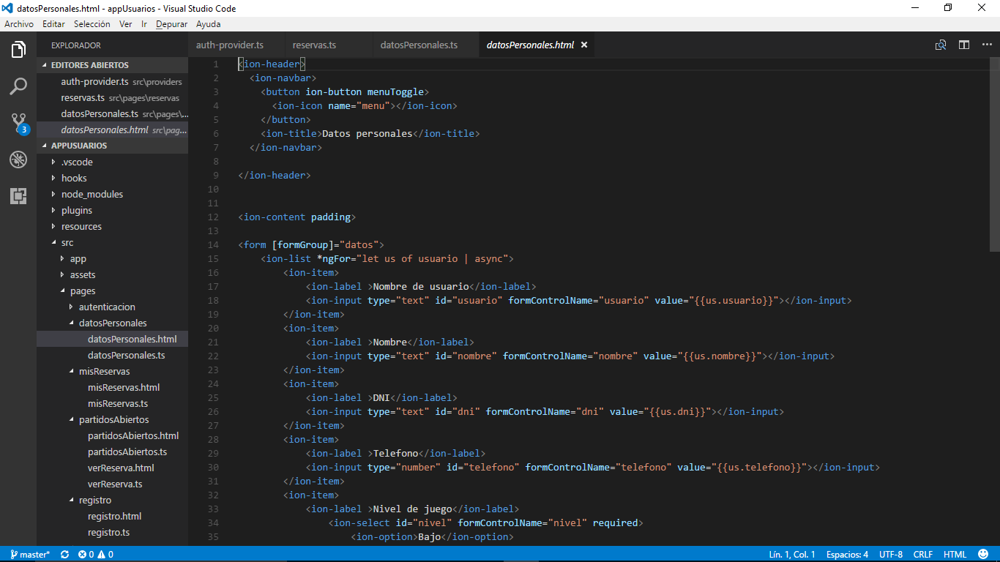 datosPersonales.html - appUsuarios - Visual Studio Code
Archivo Editar Selección Ver Ir Depurar Ayuda
EXPLORADOR
EDITORES ABIERTOS
auth-provider.ts src\providers
reservas.ts src\pages\reservas
datosPersonales.ts src\pages\...
datosPersonales.html src\pag...
APPUSUARIOS
.vscode
hooks
node_modules
plugins
resources
src
app
assets
pages
autenticacion
datosPersonales
datosPersonales.html
datosPersonales.ts
misReservas
misReservas.html
misReservas.ts
partidosAbiertos
partidosAbiertos.html
partidosAbiertos.ts
verReserva.html
verReserva.ts
registro
registro.html
registro.ts
3
auth-provider.ts reservas.ts datosPersonales.ts datosPersonales.html
1 <ion-header>
2 <ion-navbar>
3 <button ion-button menuToggle>
4 <ion-icon name="menu"></ion-icon>
5 </button>
6 <ion-title>Datos personales</ion-title>
7 </ion-navbar>
8
9 </ion-header>
10
11
12 <ion-content padding>
13
14 <form [formGroup]="datos">
15 <ion-list *ngFor="let us of usuario | async">
16 <ion-item>
17 <ion-label >Nombre de usuario</ion-label>
18 <ion-input type="text" id="usuario" formControlName="usuario" value="{{us.usuario}}"></ion-input>
19 </ion-item>
20 <ion-item>
21 <ion-label >Nombre</ion-label>
22 <ion-input type="text" id="nombre" formControlName="nombre" value="{{us.nombre}}"></ion-input>
23 </ion-item>
24 <ion-item>
25 <ion-label >DNI</ion-label>
26 <ion-input type="text" id="dni" formControlName="dni" value="{{us.dni}}"></ion-input>
27 </ion-item>
28 <ion-item>
29 <ion-label >Telefono</ion-label>
30 <ion-input type="number" id="telefono" formControlName="telefono" value="{{us.telefono}}"></ion-input>
31 </ion-item>
32 <ion-item>
33 <ion-label >Nivel de juego</ion-label>
34 <ion-select id="nivel" formControlName="nivel" required>
35 <ion-option>Bajo</ion-option>
master* 0 0 Lín. 1, Col. 1 Espacios: 4 UTF-8 CRLF HTML